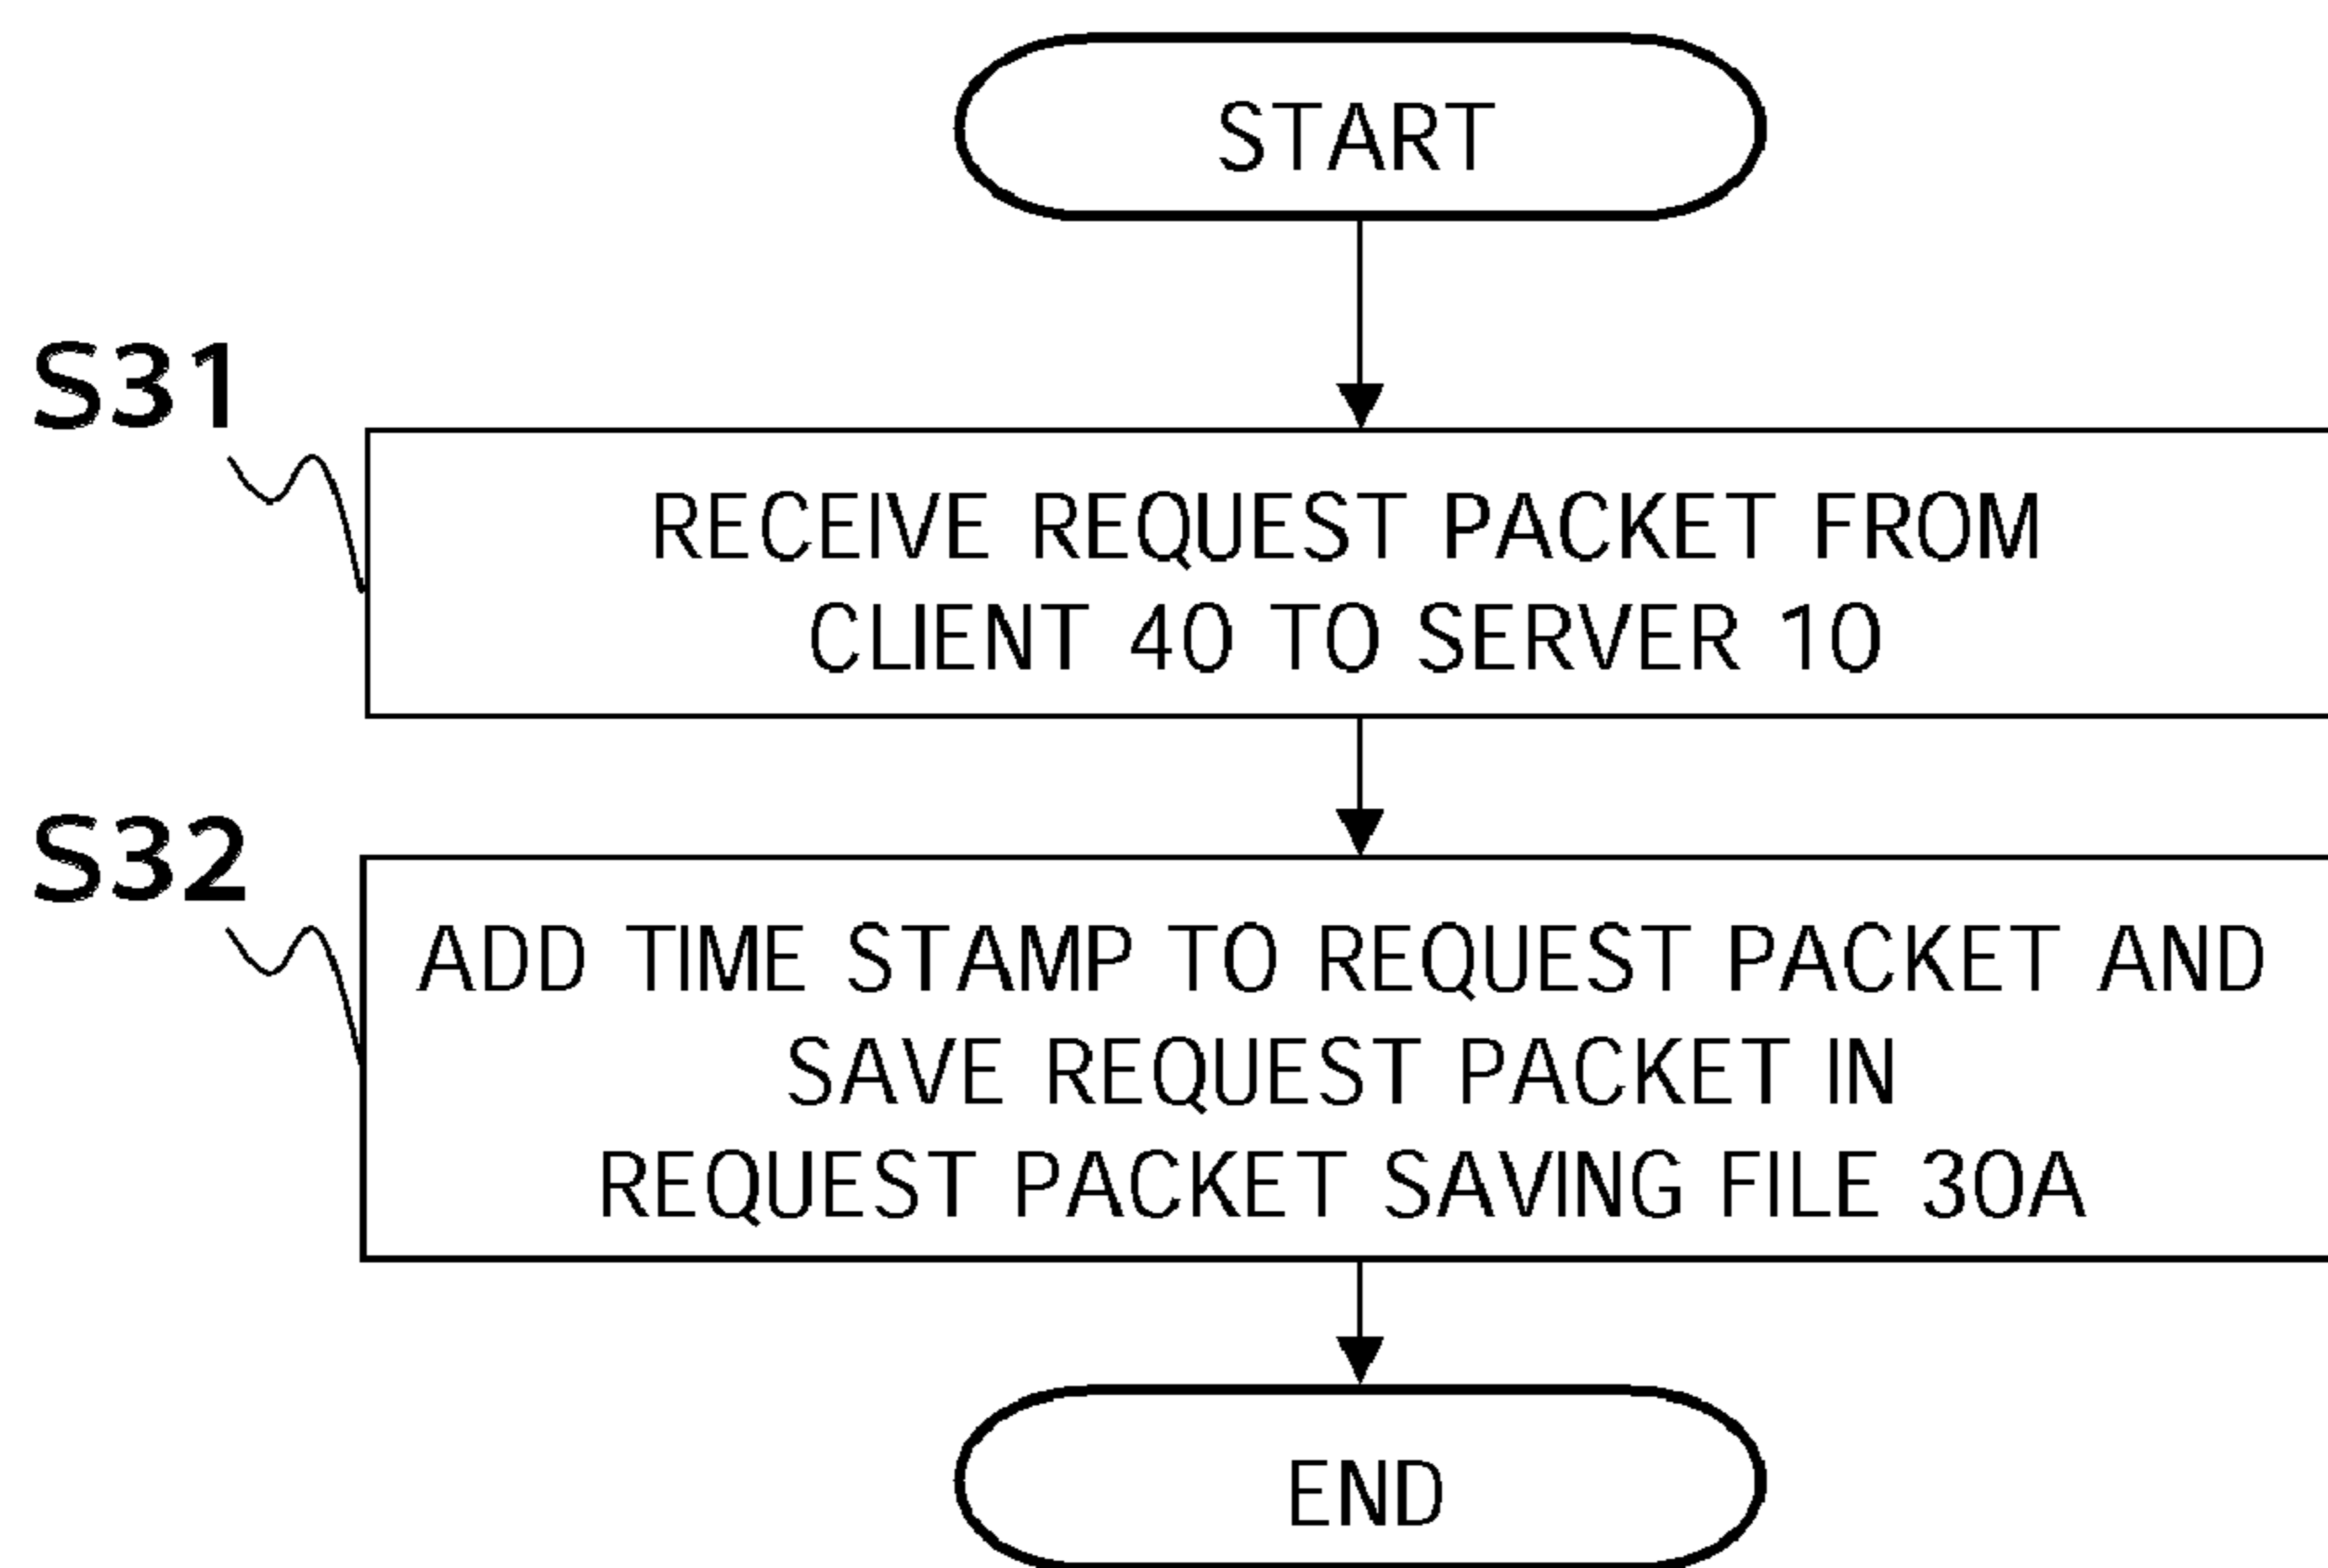 START
S31
RECEIVE REQUEST PACKET FROM
CLIENT 40 TO SERVER 10
S32
ADD TIME STAMP TO REQUEST PACKET AND
SAVE REQUEST PACKET IN
REQUEST PACKET SAVING FILE 30A
END